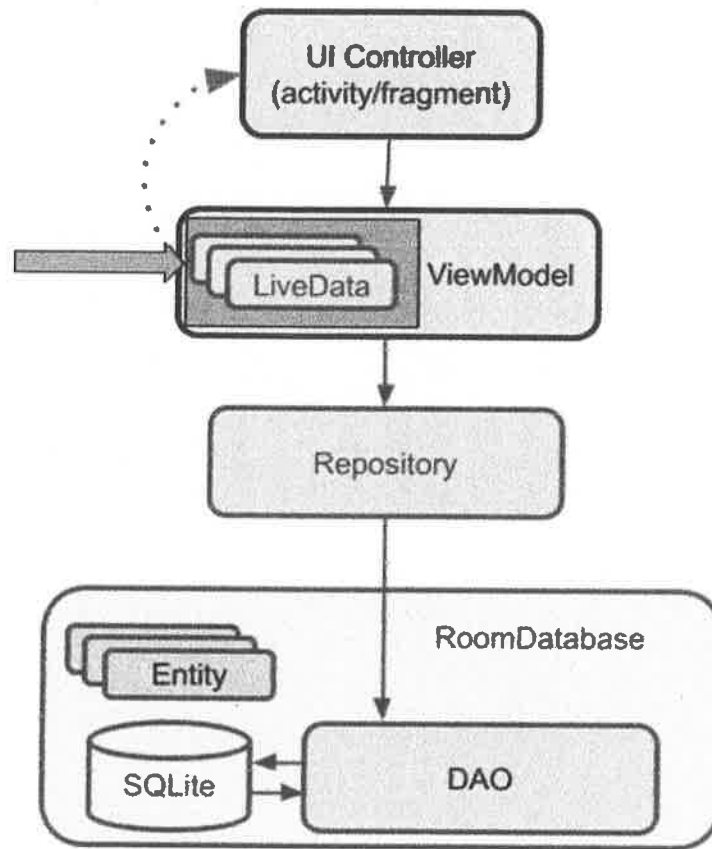 UI Controller
(activity/fragment)
LiveData
ViewModel
Repository
RoomDatabase
Entity
SQLite
DAO